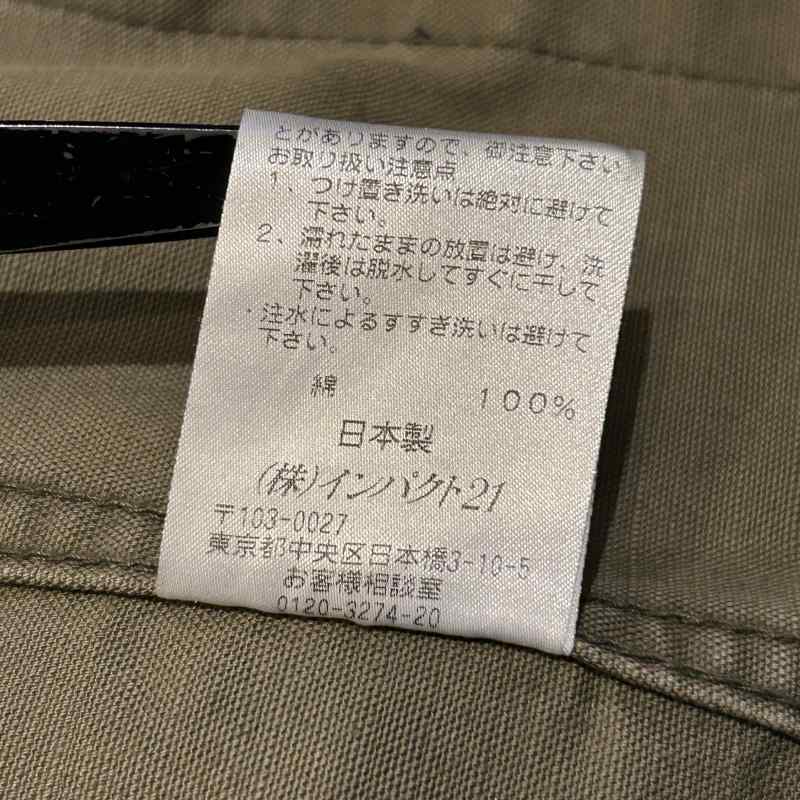 とがありますので、御注意下さい
お取り扱い注意点
1、つけ置き洗いは絶対に避けて
下さい。
2、濡れたままの放置は避け、洗
濯後は脱水してすぐに干して
下さい。
・注水によるすすぎ洗いは避けて
下さい。
綿 100%
日本製
(株)インパクト21
〒103-0027
東京都中央区日本橋3-10-5
お客様相談室
0120-3274-20